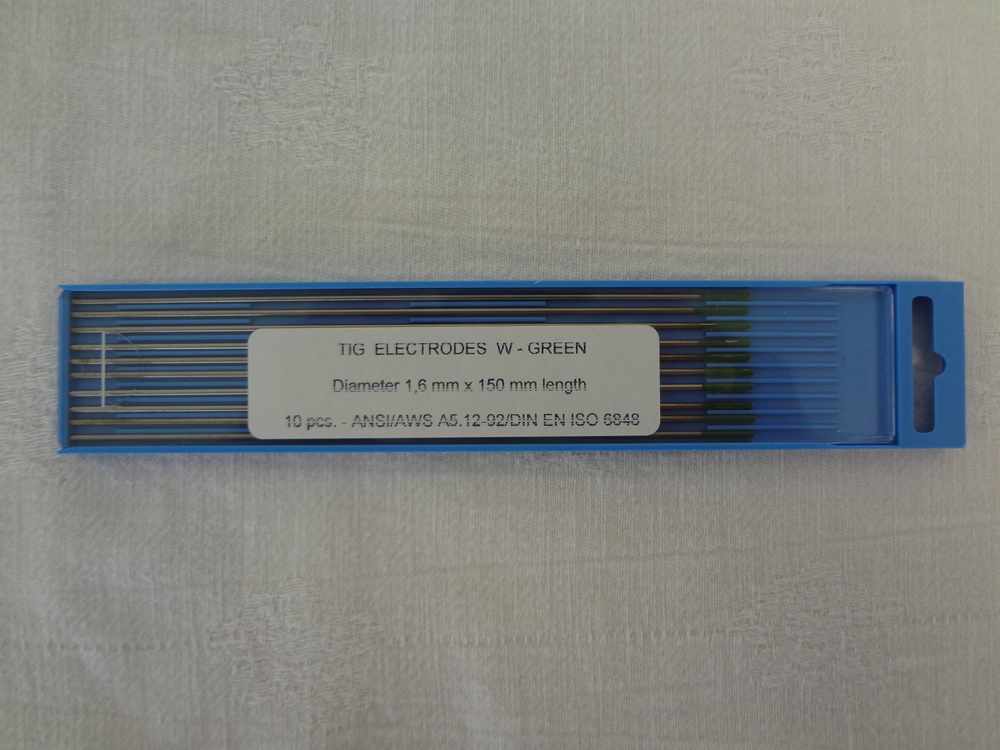 TIG ELECTRODES W - GREEN
Diameter 1,6 mm x 150 mm length
10 pcs. - ANSI/AWS A5.12-92/DIN EN ISO 6848